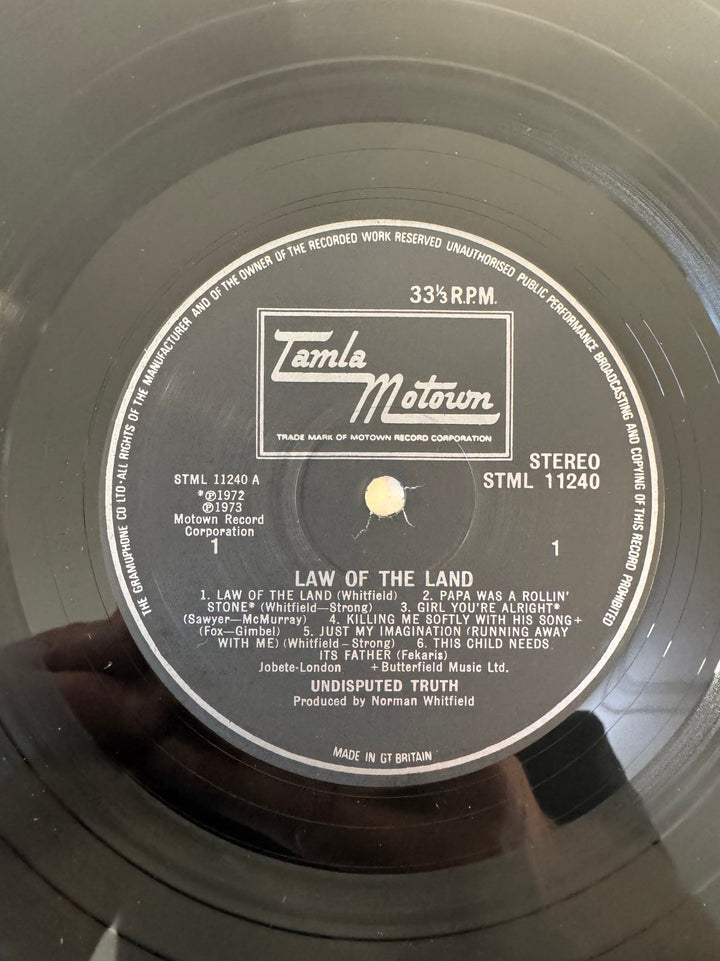 THE GRAMOPHONE CO LTD·ALL RIGHTS OF THE MANUFACTURER AND OF THE OWNER OF THE RECORDED WORK RESERVED UNAUTHORISED PUBLIC PERFORMANCE BROADCASTING AND COPYING OF THIS RECORD PROHIBITED
33⅓ R.P.M.
Tamla
Motown
TRADE MARK OF MOTOWN RECORD CORPORATION
STEREO
STML 11240
STML 11240 A
*℗1972
℗1973
Motown Record
Corporation
1 1
LAW OF THE LAND
1. LAW OF THE LAND (Whitfield) 2. PAPA WAS A ROLLIN'
STONE* (Whitfield—Strong) 3. GIRL YOU'RE ALRIGHT*
(Sawyer—McMurray) 4. KILLING ME SOFTLY WITH HIS SONG+
(Fox—Gimbel) 5. JUST MY IMAGINATION (RUNNING AWAY
WITH ME) (Whitfield—Strong) 6. THIS CHILD NEEDS
ITS FATHER (Fekaris)
Jobete-London +Butterfield Music Ltd.
UNDISPUTED TRUTH
Produced by Norman Whitfield
MADE IN GT BRITAIN